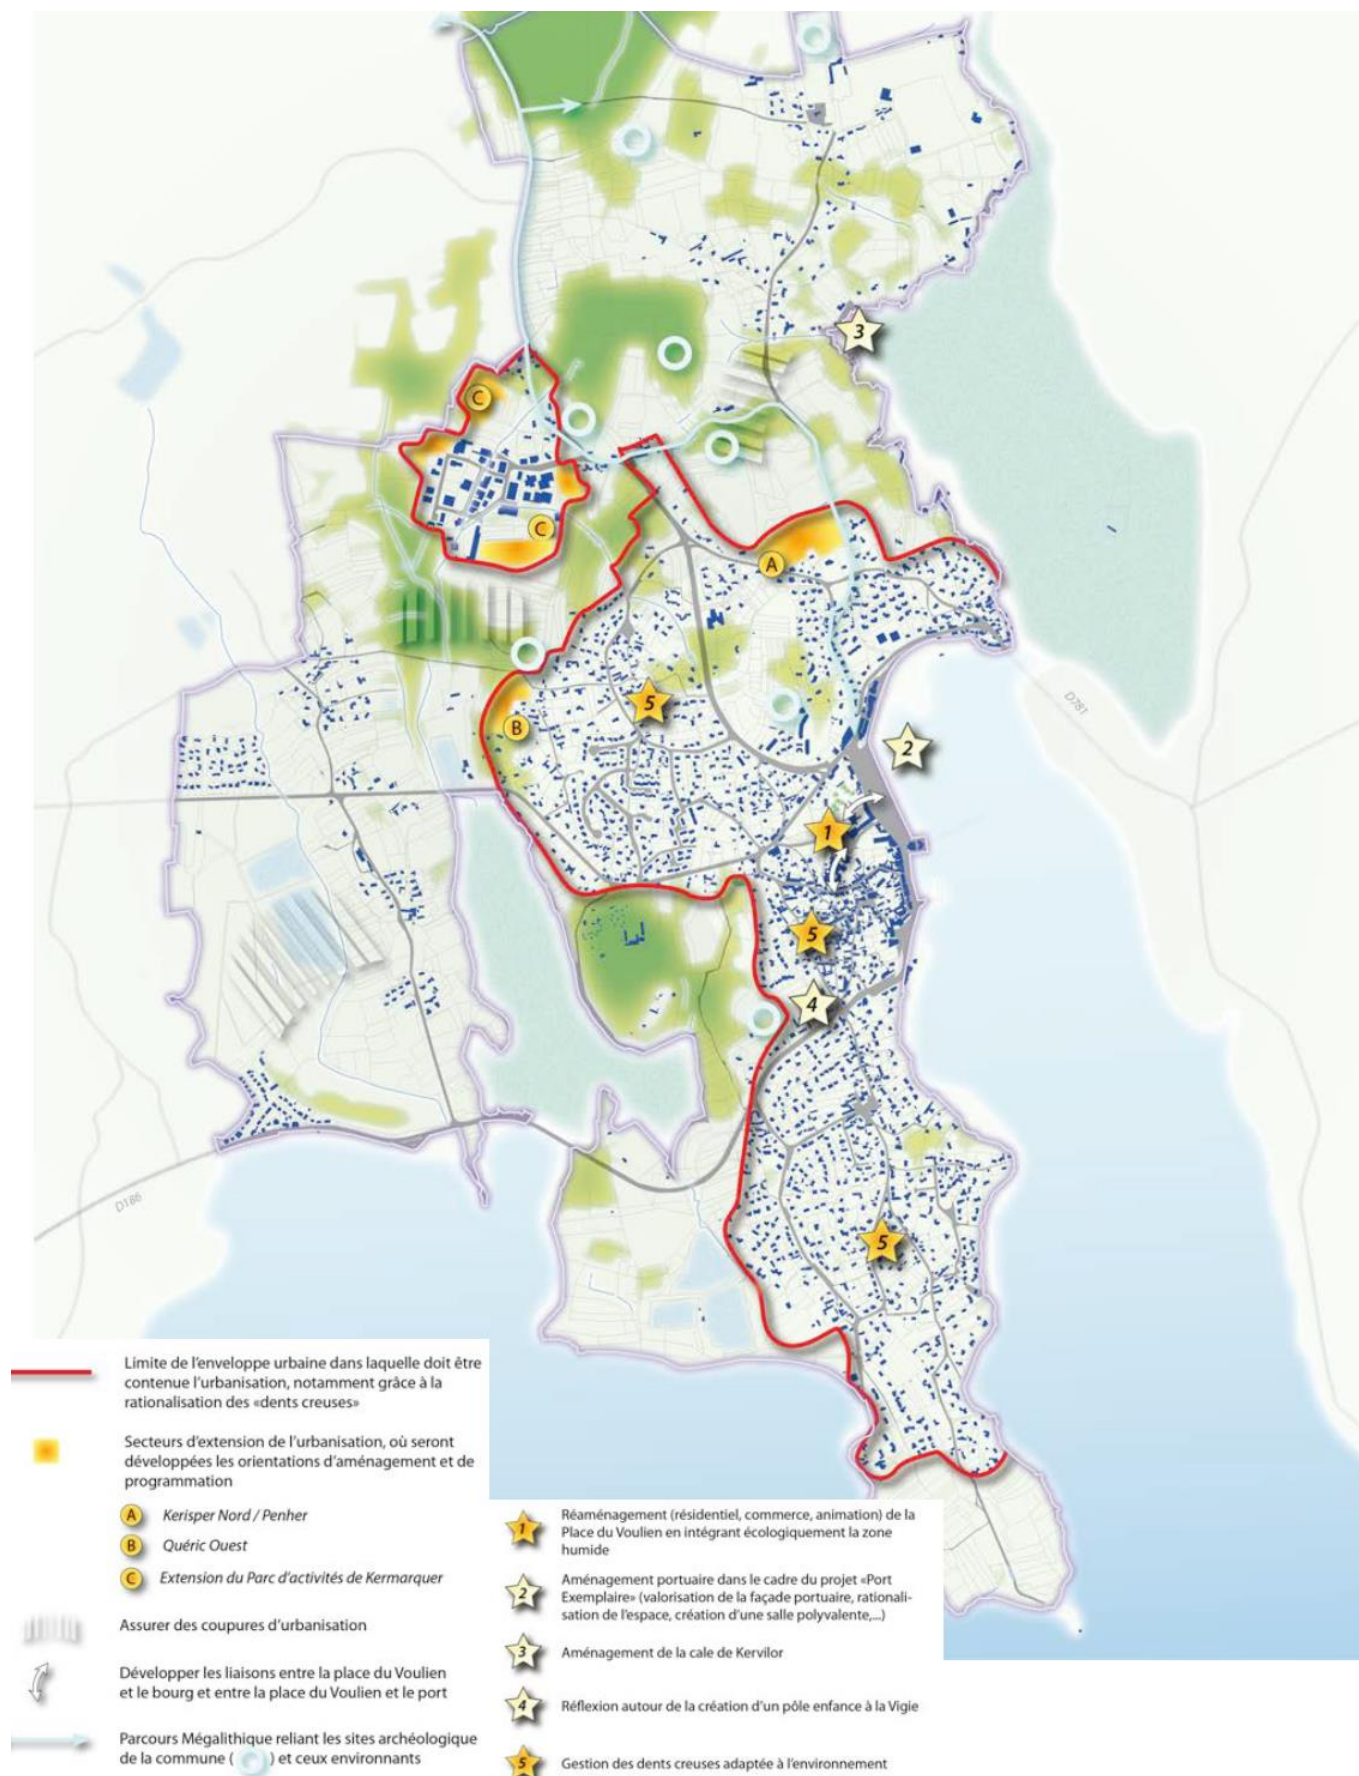 3
C
C
A
5
B
D781
2
1
5
4
D186
5
Limite de l'enveloppe urbaine dans laquelle doit être
contenue l'urbanisation, notamment grâce à la
rationalisation des «dents creuses»
Secteurs d'extension de l'urbanisation, où seront
développées les orientations d'aménagement et de
programmation
A Kerisper Nord / Penher
B Quéric Ouest
C Extension du Parc d'activités de Kermarquer
Assurer des coupures d'urbanisation
Développer les liaisons entre la place du Voulien
et le bourg et entre la place du Voulien et le port
Parcours Mégalithique reliant les sites archéologique
de la commune ( ) et ceux environnants
1 Réaménagement (résidentiel, commerce, animation) de la
Place du Voulien en intégrant écologiquement la zone
humide
2 Aménagement portuaire dans le cadre du projet «Port
Exemplaire» (valorisation de la façade portuaire, rationali-
sation de l'espace, création d'une salle polyvalente,...)
3 Aménagement de la cale de Kervilor
4 Réflexion autour de la création d'un pôle enfance à la Vigie
5 Gestion des dents creuses adaptée à l'environnement